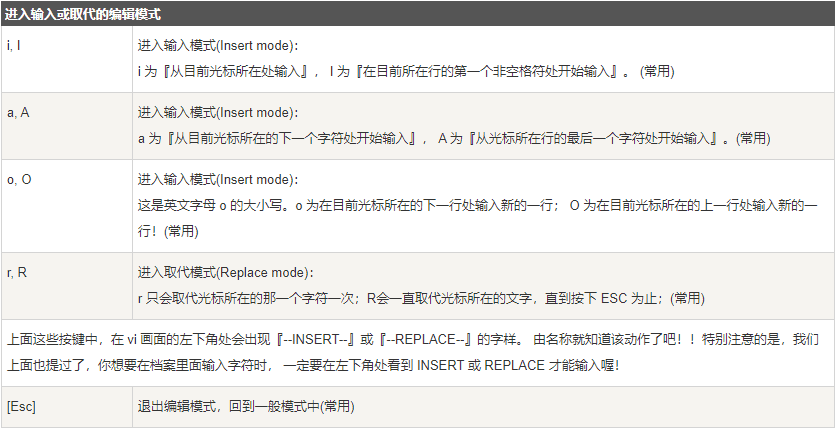 进入输入或取代的编辑模式
i, I
进入输入模式(Insert mode)：
i 为『从目前光标所在处输入』， I 为『在目前所在行的第一个非空格符处开始输入』。 (常用)
a, A
进入输入模式(Insert mode)：
a 为『从目前光标所在的下一个字符处开始输入』， A 为『从光标所在行的最后一个字符处开始输入』。(常用)
o, O
进入输入模式(Insert mode)：
这是英文字母 o 的大小写。o 为在目前光标所在的下一行处输入新的一行； O 为在目前光标所在的上一行处输入新的一
行！(常用)
r, R
进入取代模式(Replace mode)：
r 只会取代光标所在的那一个字符一次；R会一直取代光标所在的文字，直到按下 ESC 为止；(常用)
上面这些按键中，在 vi 画面的左下角处会出现『--INSERT--』或『--REPLACE--』的字样。 由名称就知道该动作了吧！！特别注意的是，我们
上面也提过了，你想要在档案里面输入字符时， 一定要在左下角处看到 INSERT 或 REPLACE 才能输入喔！
[Esc]
退出编辑模式，回到一般模式中(常用)